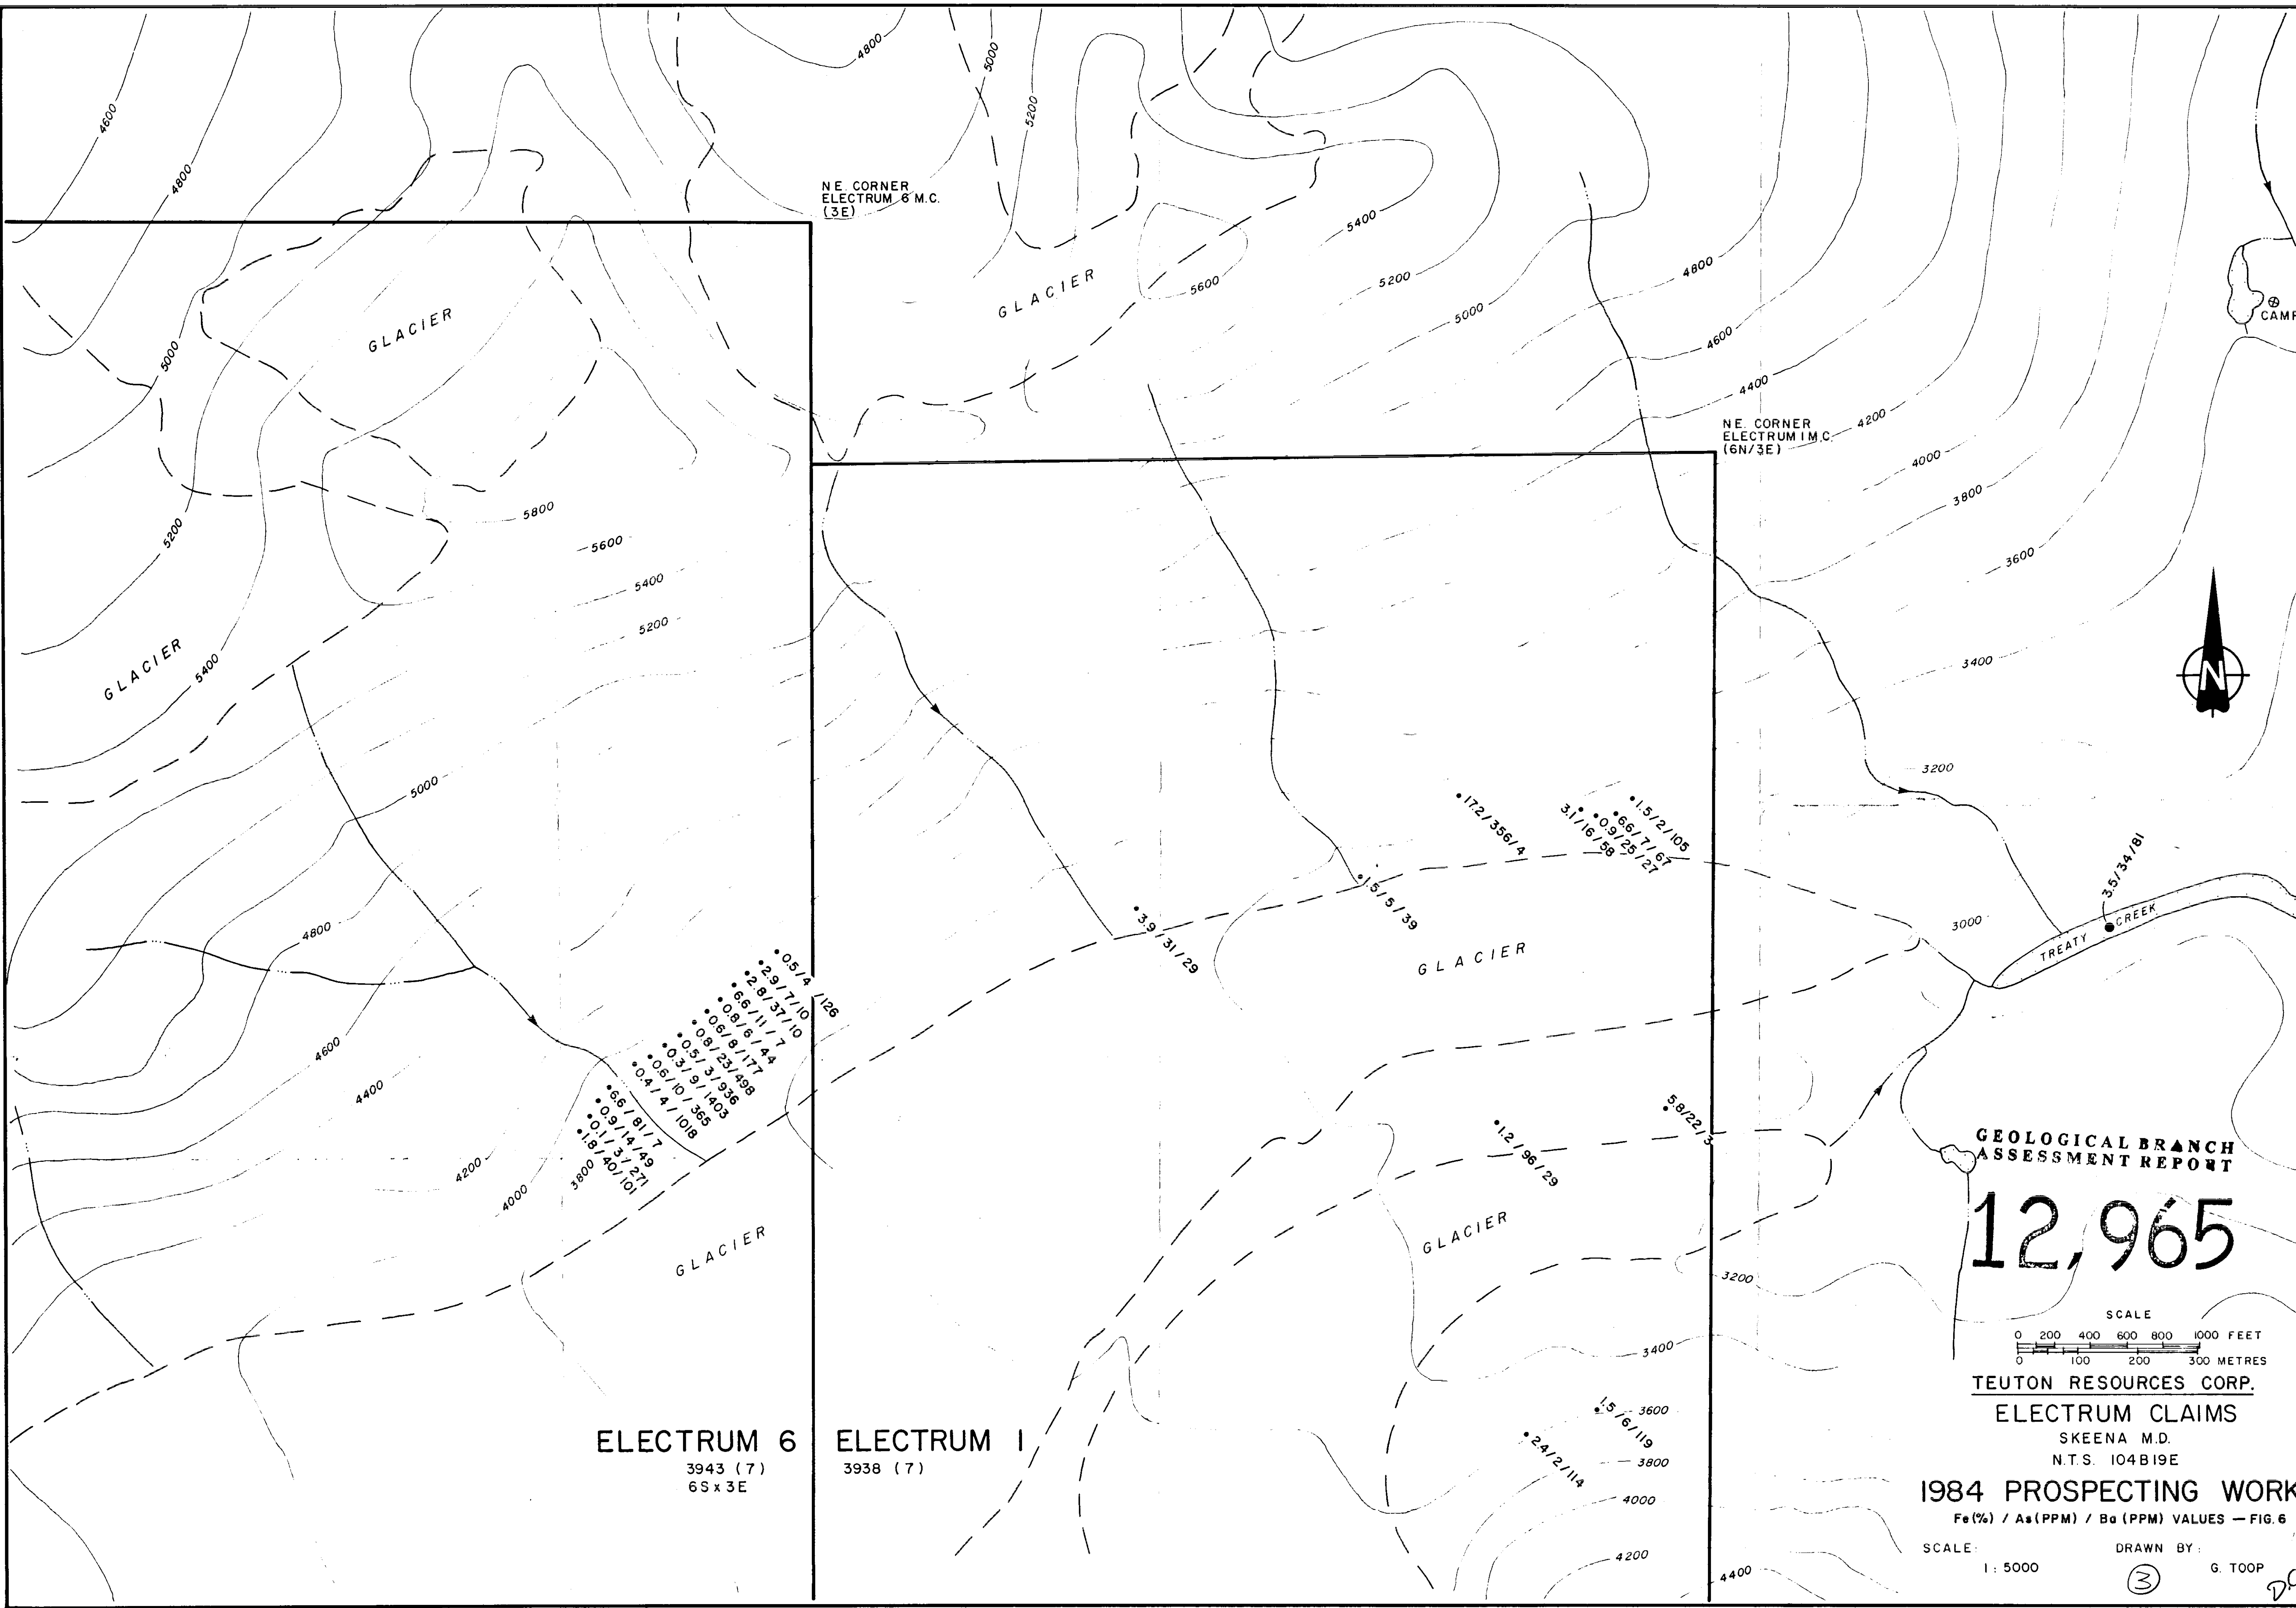 4800
5000
4600
5200
4800
N E. CORNER
ELECTRUM 6 M.C.
(3E)
5400
4800
5200
5600
GLACIER
5000
GLACIER
CAMP
4600
5000
4400
4200
N E. CORNER
ELECTRUM 1 M.C.
(6N/3E)
4000
3800
5800
5200
5600
3600
5400
5200
N
GLACIER
5400
3400
5000
3200
17.2/356/4
1.5/2/105
6.6/7/67
0.9/25/27
3.1/16/58
3.5/34/81
1.5/5/39
3.9/31/29
3000
TREATY CREEK
4800
GLACIER
0.5/4/126
2.9/7/10
2.8/37/10
6.6/11/7
0.8/6/44
0.6/8/177
0.8/23/498
0.5/3/936
0.3/9/1403
0.6/10/365
0.4/4/1018
6.6/81/7
0.9/14/49
0.1/3/271
1.8/40/101
4600
4400
4200
4000
3800
5.8/22/3
1.2/96/29
GLACIER
GLACIER
GEOLOGICAL BRANCH
ASSESSMENT REPORT
12,965
3200
SCALE
0 200 400 600 800 1000 FEET
0 100 200 300 METRES
3400
TEUTON RESOURCES CORP.
ELECTRUM CLAIMS
SKEENA M.D.
N.T.S. 104B19E
1984 PROSPECTING WORK
Fe(%) / As(PPM) / Ba (PPM) VALUES — FIG. 6
SCALE:
1 : 5000
DRAWN BY:
G. TOOP
3
1.5/6/119
3600
2.4/2/114
3800
4000
4200
4400
ELECTRUM 6
3943 (7)
6S x 3E
ELECTRUM 1
3938 (7)